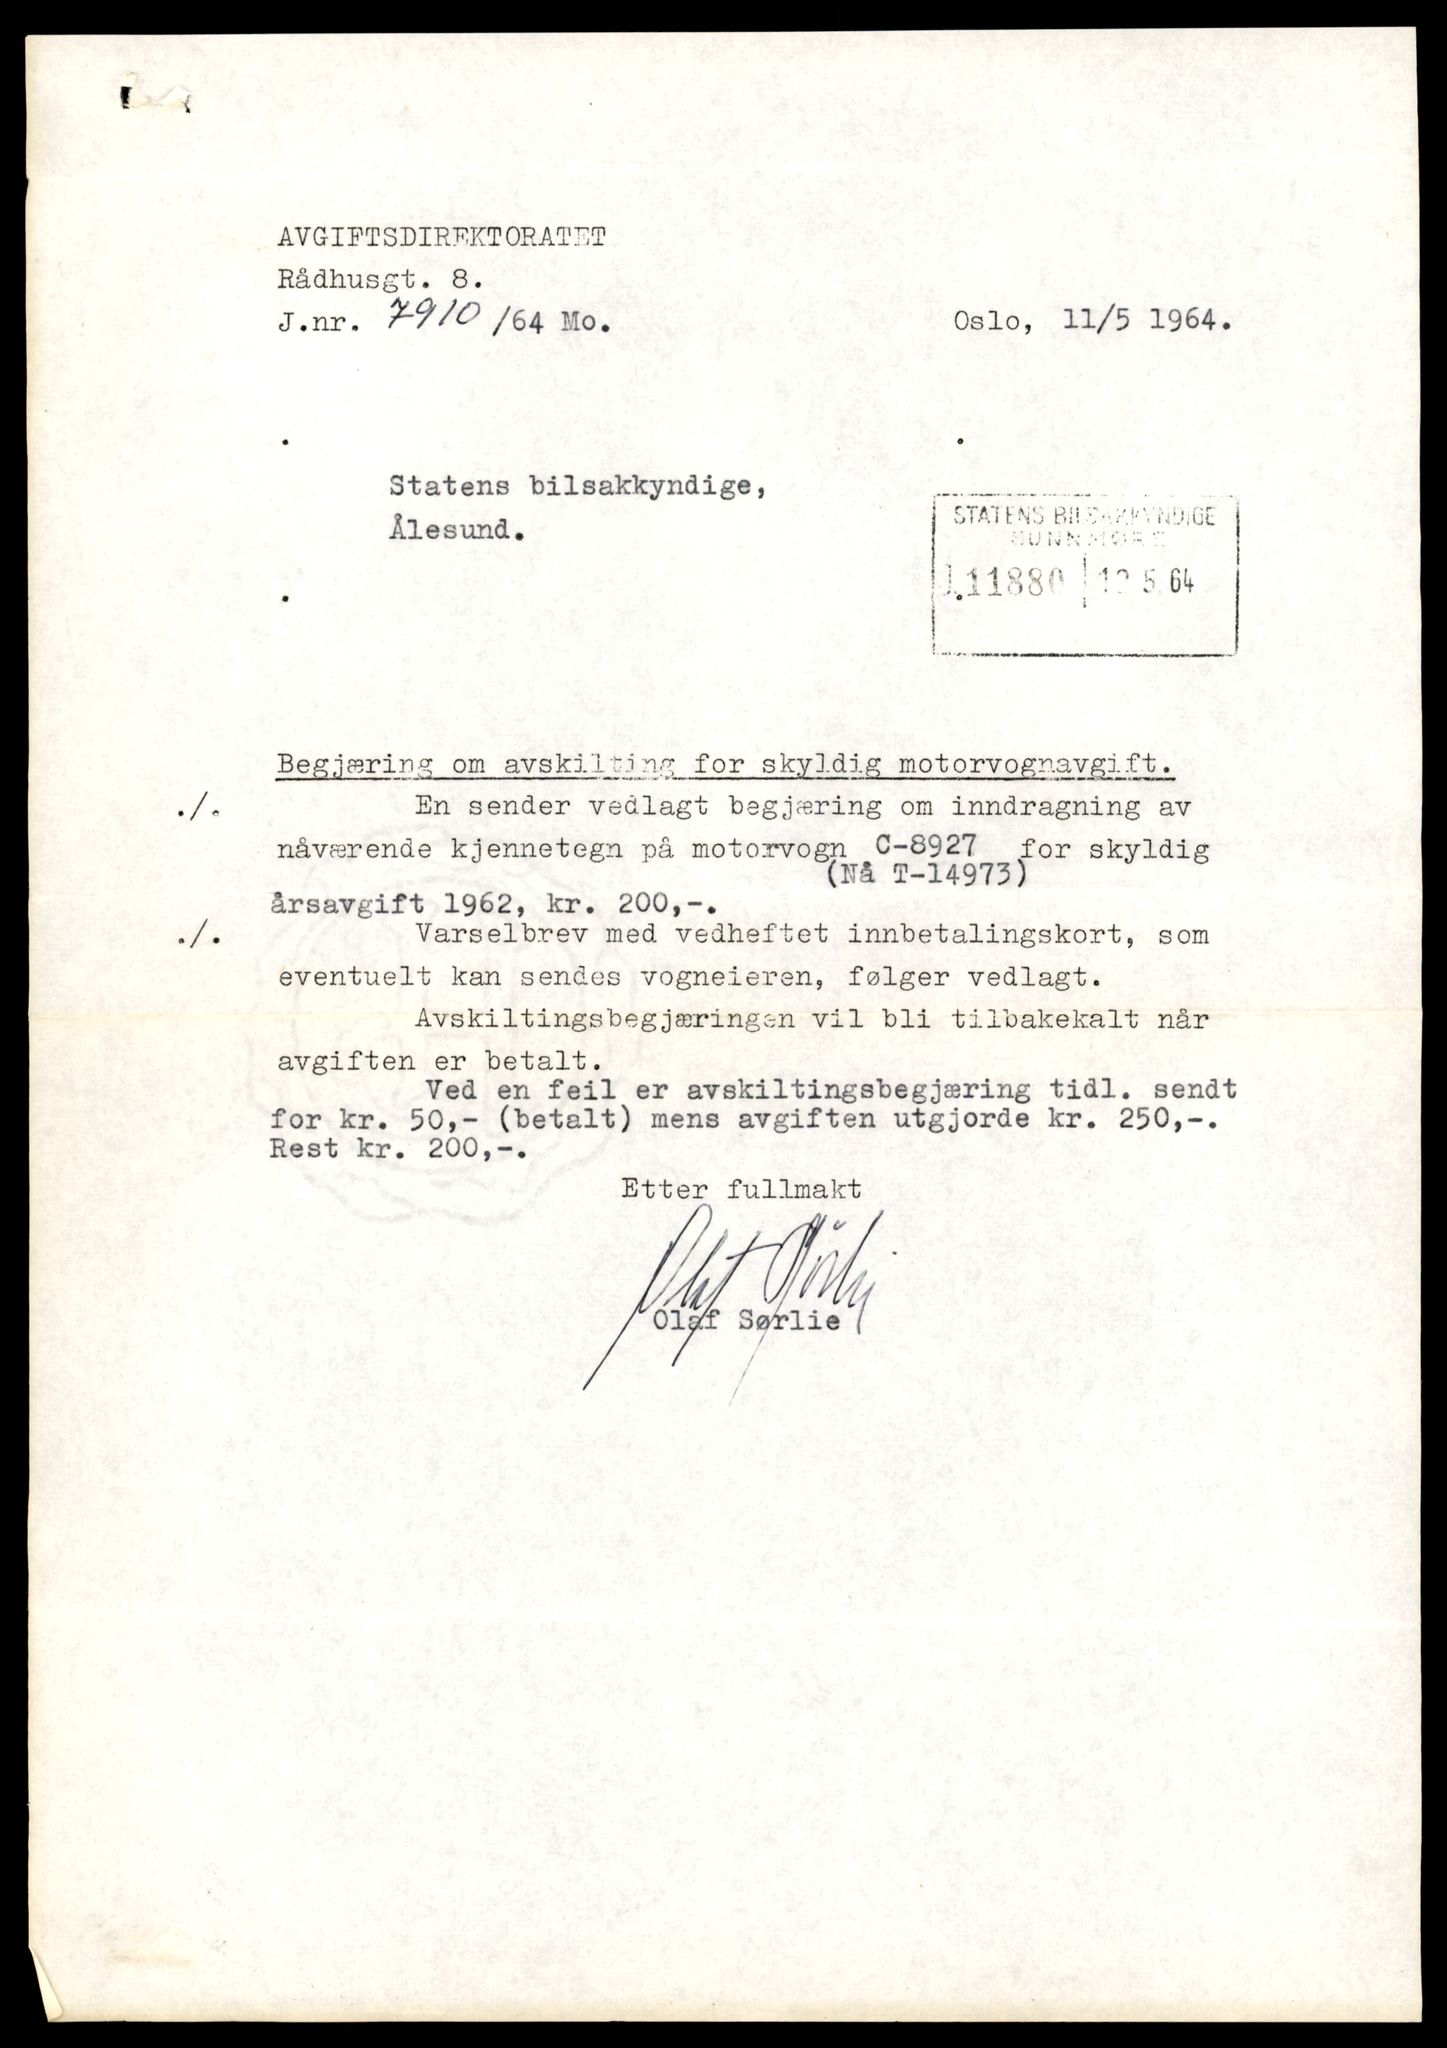 AVGIFTSDIREKTORATET
Rådhusgt. 8.
J.nr. 7910/64 Mo.
Oslo, 11/5 1964.
Statens bilsakkyndige,
Ålesund.
STATENS BILSAKKYNDIGE
SUNNMØRE
J.11880 12 5. 64
Begjæring om avskilting for skyldig motorvognavgift.
./. En sender vedlagt begjæring om inndragning av
nåværende kjennetegn på motorvogn C-8927 for skyldig
(Nå T-14973)
årsavgift 1962, kr. 200,-.
./. Varselbrev med vedheftet innbetalingskort, som
eventuelt kan sendes vogneieren, følger vedlagt.
Avskiltingsbegjæringen vil bli tilbakekalt når
avgiften er betalt.
Ved en feil er avskiltingsbegjæring tidl. sendt
for kr. 50,- (betalt) mens avgiften utgjorde kr. 250,-.
Rest kr. 200,-.
Etter fullmakt
Olaf Sørlie
Olaf Sørlie